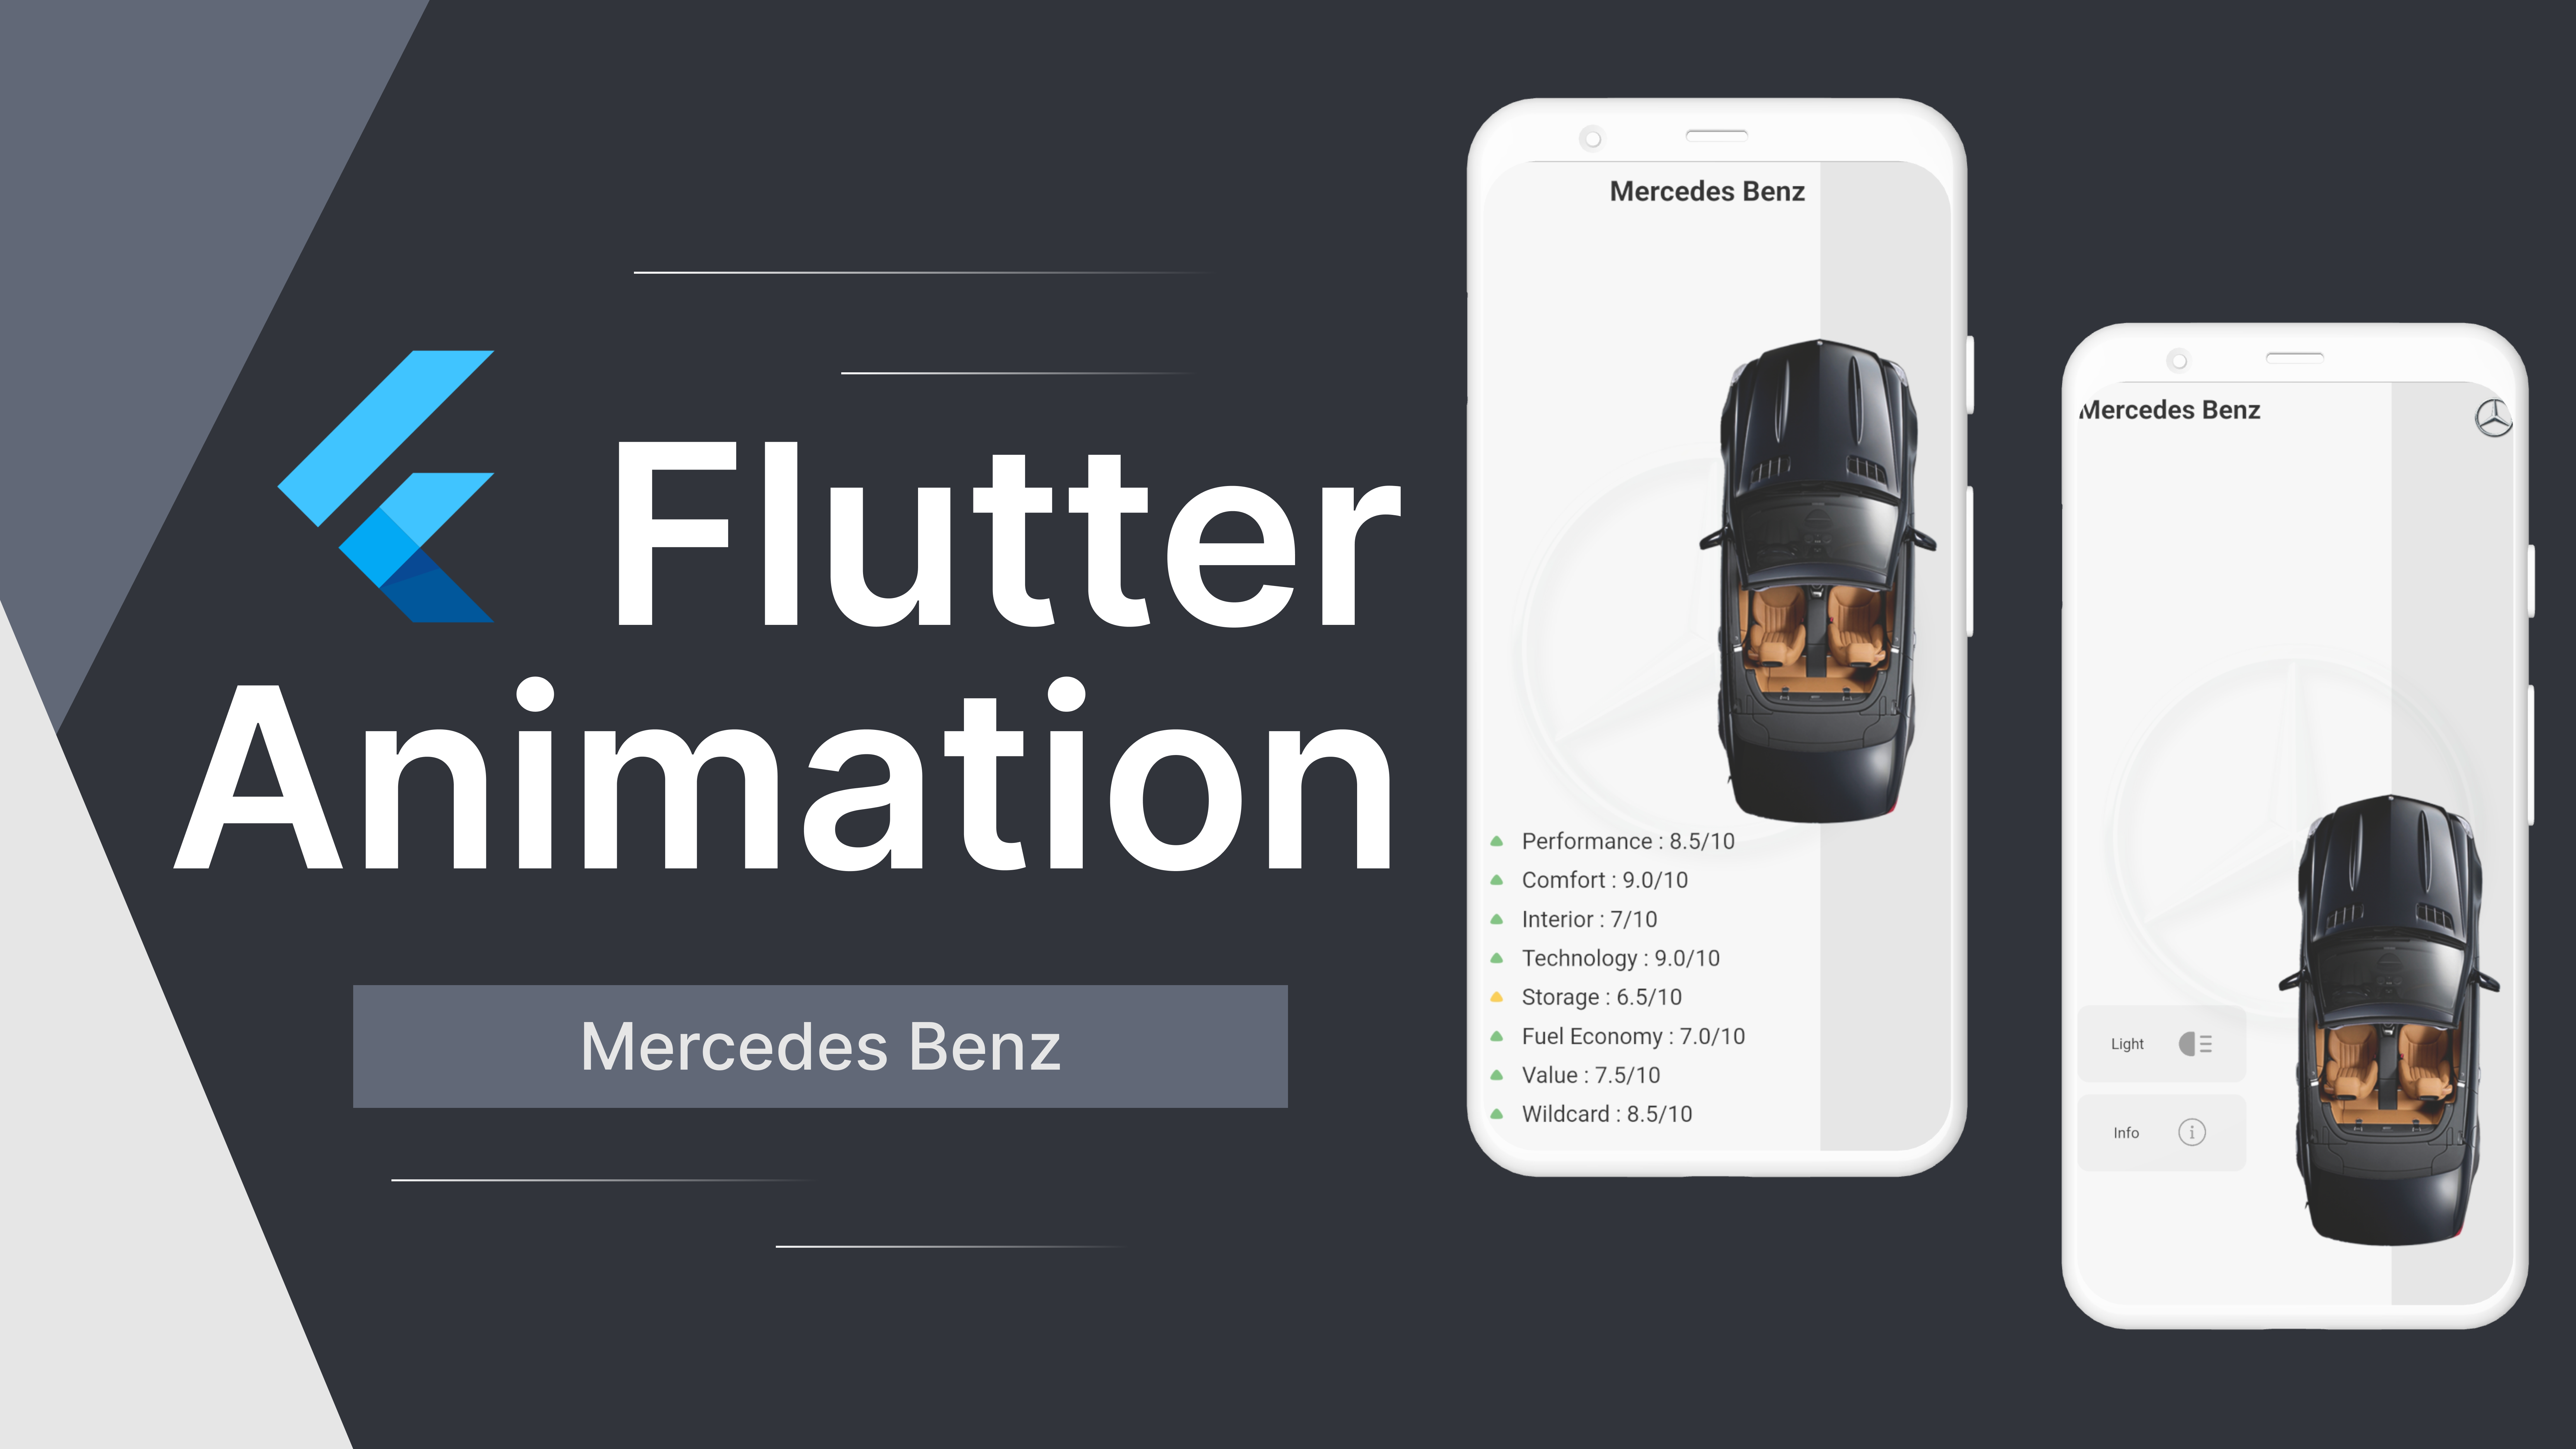 Flutter
Animation
Mercedes Benz
Mercedes Benz
Performance : 8.5/10
Comfort : 9.0/10
Interior : 7/10
Technology : 9.0/10
Storage : 6.5/10
Fuel Economy : 7.0/10
Value : 7.5/10
Wildcard : 8.5/10
Mercedes Benz
Light
Info